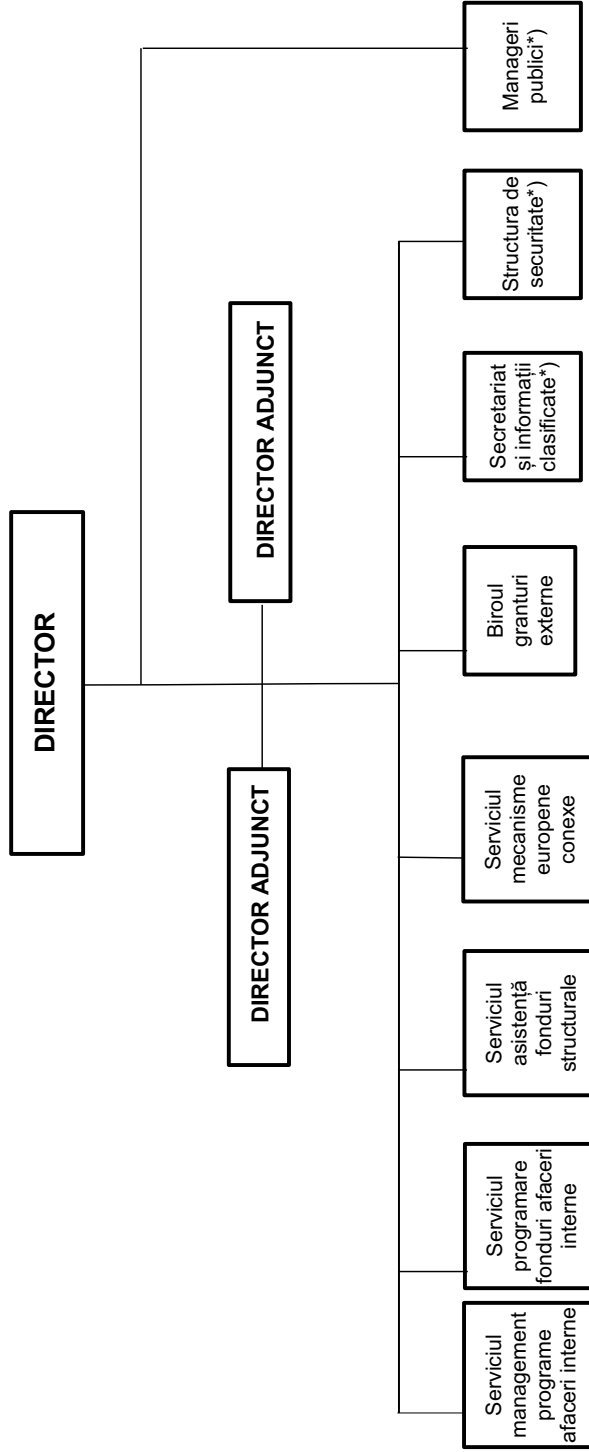 DIRECTOR
DIRECTOR ADJUNCT
DIRECTOR ADJUNCT
Serviciul
management
programe
afaceri interne
Serviciul
programare
fonduri afaceri
interne
Serviciul
asistență
fonduri
structurale
Serviciul
mecanisme
europene
conexe
Biroul
granturi
externe
Secretariat
și informații
clasificate*)
Structura de
securitate*)
Manageri
publici*)